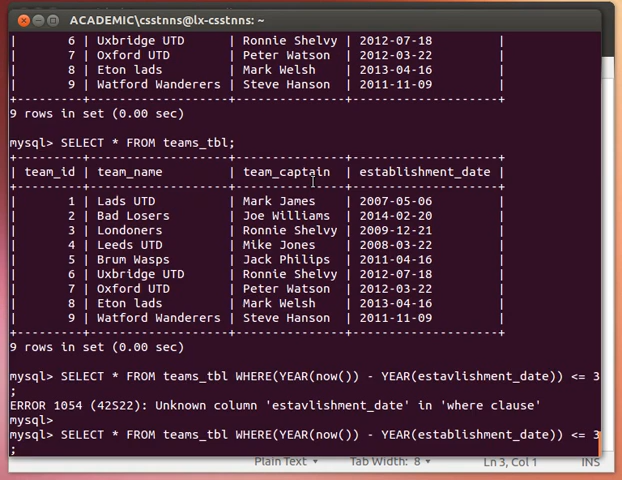 ACADEMIC\csstnns@lx-csstnns: ~
|      6 | Uxbridge UTD      | Ronnie Shelvy | 2012-07-18         |
|      7 | Oxford UTD        | Peter Watson  | 2012-03-22         |
|      8 | Eton lads         | Mark Welsh    | 2013-04-16         |
|      9 | Watford Wanderers | Steve Hanson  | 2011-11-09         |
+---------+-------------------+---------------+--------------------+
9 rows in set (0.00 sec)
mysql> SELECT * FROM teams_tbl;
+---------+-------------------+---------------+--------------------+
| team_id | team_name         | team_captain  | establishment_date |
+---------+-------------------+---------------+--------------------+
|       1 | Lads UTD          | Mark James    | 2007-05-06         |
|       2 | Bad Losers        | Joe Williams  | 2014-02-20         |
|       3 | Londoners         | Ronnie Shelvy | 2009-12-21         |
|       4 | Leeds UTD         | Mike Jones    | 2008-03-22         |
|       5 | Brum Wasps        | Jack Philips  | 2011-04-16         |
|       6 | Uxbridge UTD      | Ronnie Shelvy | 2012-07-18         |
|       7 | Oxford UTD        | Peter Watson  | 2012-03-22         |
|       8 | Eton lads         | Mark Welsh    | 2013-04-16         |
|       9 | Watford Wanderers | Steve Hanson  | 2011-11-09         |
+---------+-------------------+---------------+--------------------+
9 rows in set (0.00 sec)
mysql> SELECT * FROM teams_tbl WHERE(YEAR(now()) - YEAR(estavlishment_date)) <= 3
;
ERROR 1054 (42S22): Unknown column 'estavlishment_date' in 'where clause'
mysql>
mysql> SELECT * FROM teams_tbl WHERE(YEAR(now()) - YEAR(establishment_date)) <= 3
;
Plain Text Tab Width: 8 Ln 3, Col 1 INS